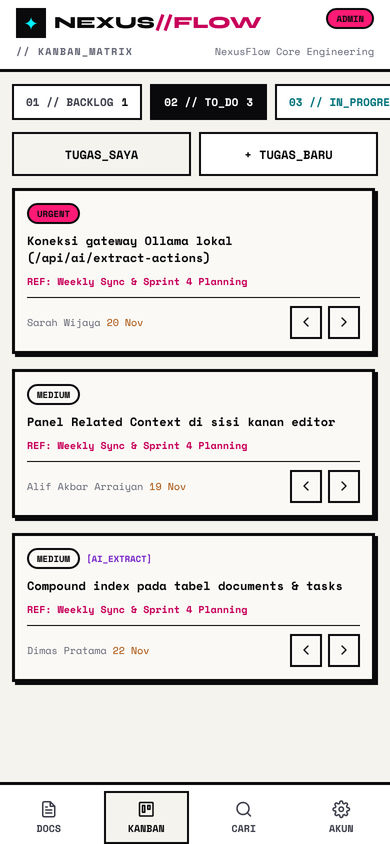 NEXUS//FLOW
ADMIN
// KANBAN_MATRIX
NexusFlow Core Engineering
01 // BACKLOG 1
02 // TO_DO 3
03 // IN_PROGRE
TUGAS_SAYA
+ TUGAS_BARU
URGENT
Koneksi gateway Ollama lokal
(/api/ai/extract-actions)
REF: Weekly Sync & Sprint 4 Planning
Sarah Wijaya 20 Nov
MEDIUM
Panel Related Context di sisi kanan editor
REF: Weekly Sync & Sprint 4 Planning
Alif Akbar Arraiyan 19 Nov
MEDIUM [AI_EXTRACT]
Compound index pada tabel documents & tasks
REF: Weekly Sync & Sprint 4 Planning
Dimas Pratama 22 Nov
DOCS
KANBAN
CARI
AKUN